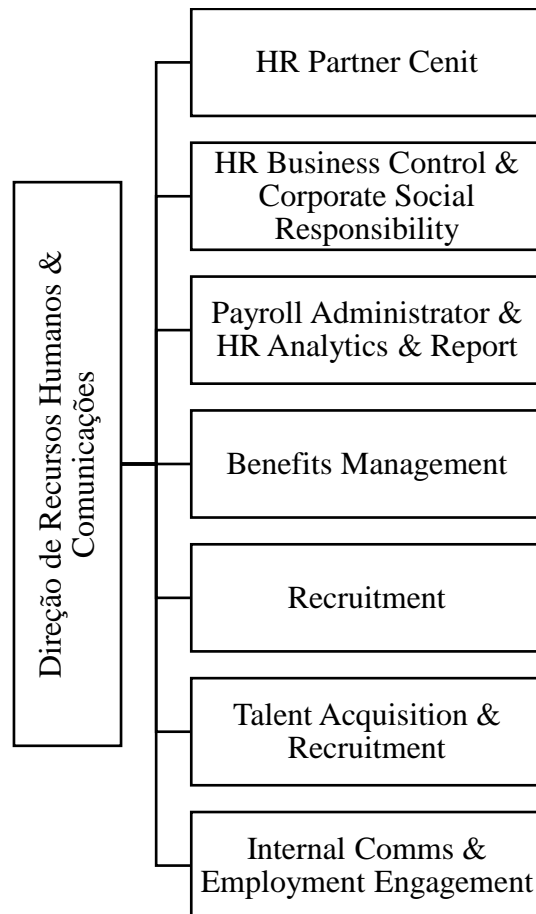 Direção de Recursos Humanos &
Comunicações
HR Partner Cenit
HR Business Control &
Corporate Social
Responsibility
Payroll Administrator &
HR Analytics & Report
Benefits Management
Recruitment
Talent Acquisition &
Recruitment
Internal Comms &
Employment Engagement